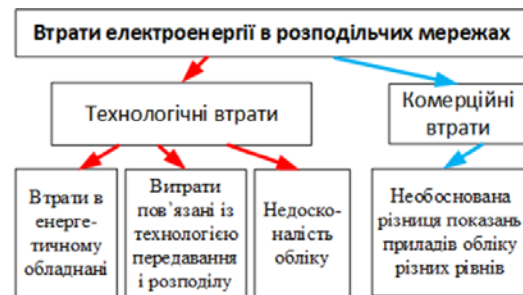 Втрати електроенергії в розподільчих мережах
Технологічні втрати
Комерційні
втрати
Втрати в
енерге-
тичному
обладнані
Витрати
пов’язані із
технологією
передавання
і розподілу
Недоско-
налість
обліку
Необоснована
різниця показань
приладів обліку
різних рівнів